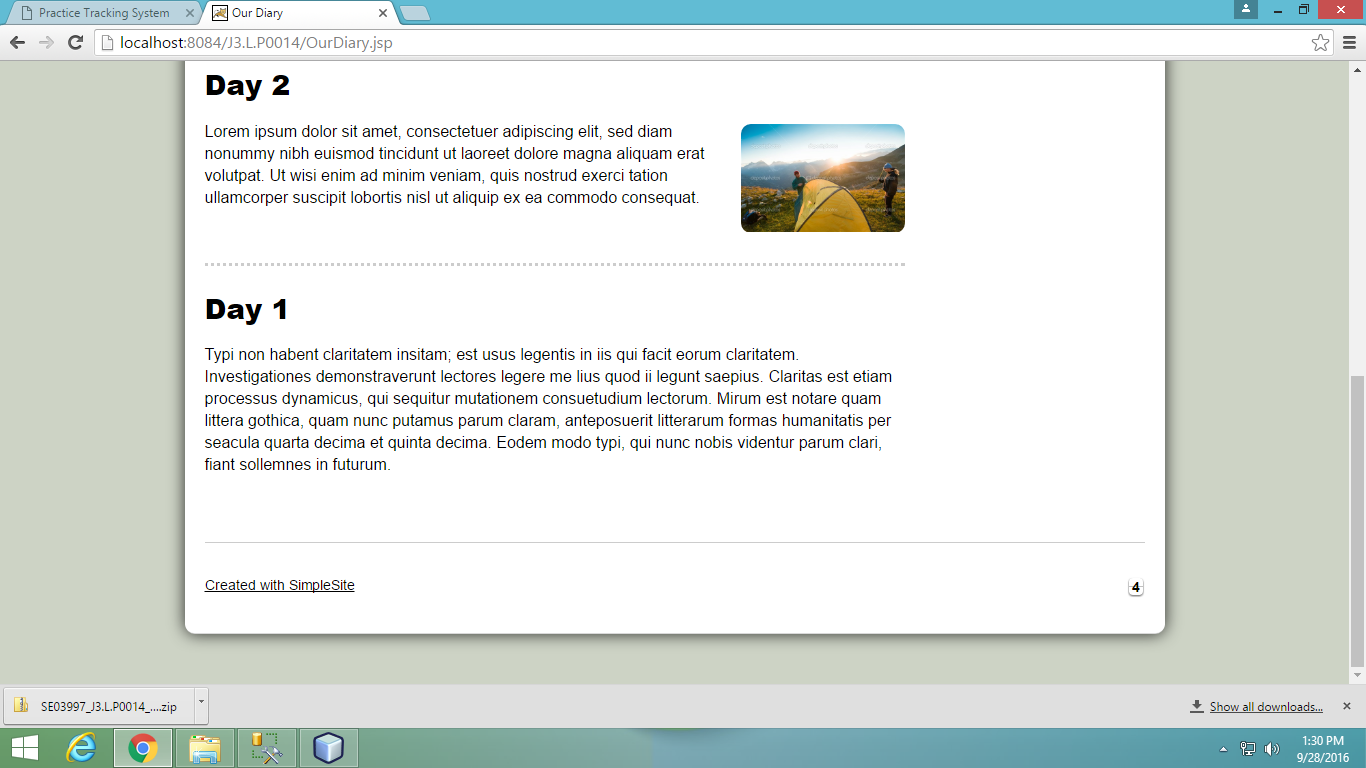 Practice Tracking System
Our Diary
localhost:8084/J3.L.P0014/OurDiary.jsp
Day 2
Lorem ipsum dolor sit amet, consectetuer adipiscing elit, sed diam
nonummy nibh euismod tincidunt ut laoreet dolore magna aliquam erat
volutpat. Ut wisi enim ad minim veniam, quis nostrud exerci tation
ullamcorper suscipit lobortis nisl ut aliquip ex ea commodo consequat.
Day 1
Typi non habent claritatem insitam; est usus legentis in iis qui facit eorum claritatem.
Investigationes demonstraverunt lectores legere me lius quod ii legunt saepius. Claritas est etiam
processus dynamicus, qui sequitur mutationem consuetudium lectorum. Mirum est notare quam
littera gothica, quam nunc putamus parum claram, anteposuerit litterarum formas humanitatis per
seacula quarta decima et quinta decima. Eodem modo typi, qui nunc nobis videntur parum clari,
fiant sollemnes in futurum.
Created with SimpleSite
4
SE03997_J3.L.P0014_....zip
Show all downloads...
1:30 PM
9/28/2016